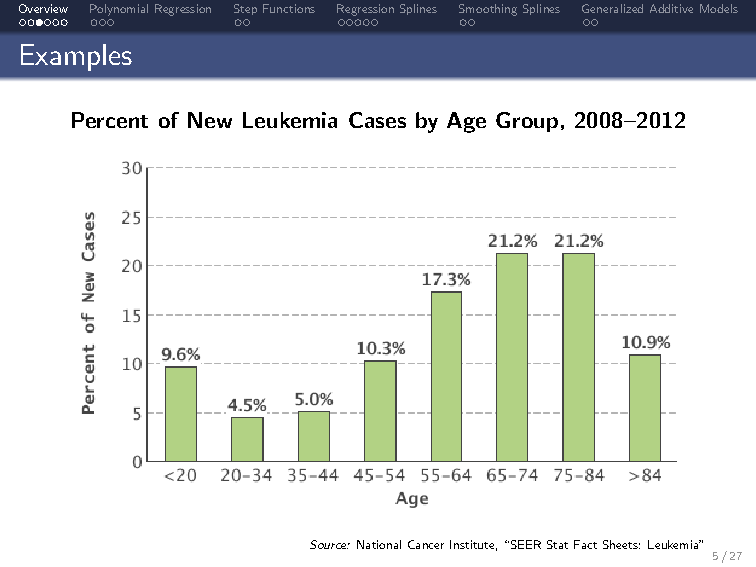 Overview Polynomial Regression Step Functions Regression Splines Smoothing Splines Generalized Additive Models
Examples
Percent of New Leukemia Cases by Age Group, 2008–2012
Percent of New Cases
30
25
20
15
10
5
0
9.6%
4.5%
5.0%
10.3%
17.3%
21.2%
21.2%
10.9%
<20 20–34 35–44 45–54 55–64 65–74 75–84 >84
Age
Source: National Cancer Institute, “SEER Stat Fact Sheets: Leukemia”
5 / 27